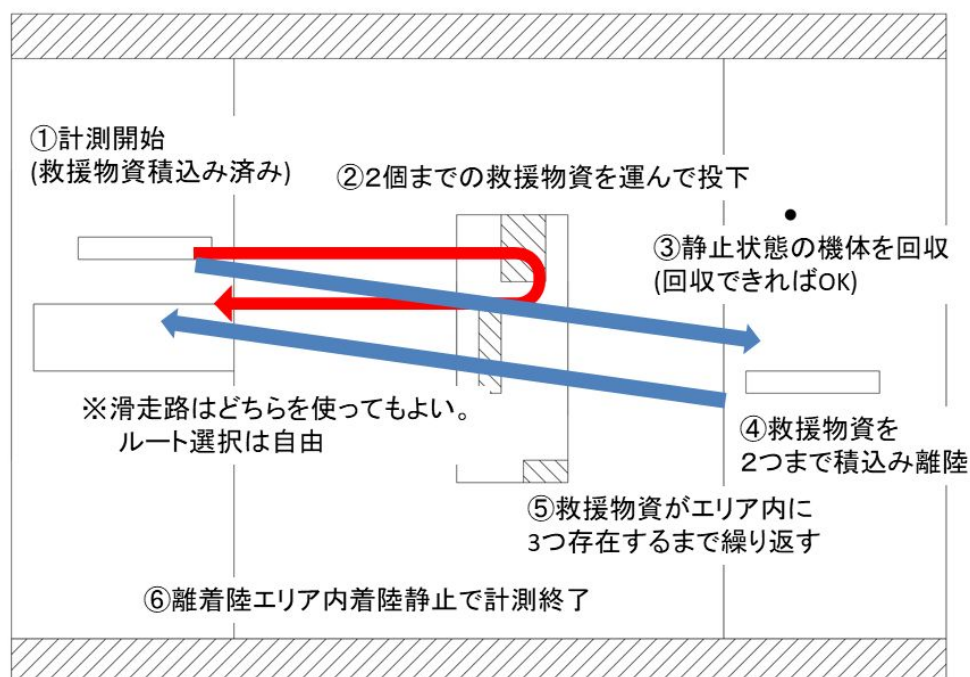 ①計測開始
(救援物資積込み済み)
②2個までの救援物資を運んで投下
③静止状態の機体を回収
(回収できればOK)
※滑走路はどちらを使ってもよい。
ルート選択は自由
④救援物資を
2つまで積込み離陸
⑤救援物資がエリア内に
3つ存在するまで繰り返す
⑥離着陸エリア内着陸静止で計測終了